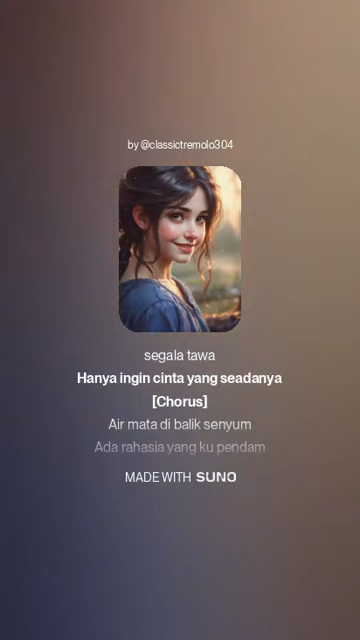 by @classictremolo304
segala tawa
Hanya ingin cinta yang seadanya
[Chorus]
Air mata di balik senyum
Ada rahasia yang ku pendam
MADE WITH SUNO